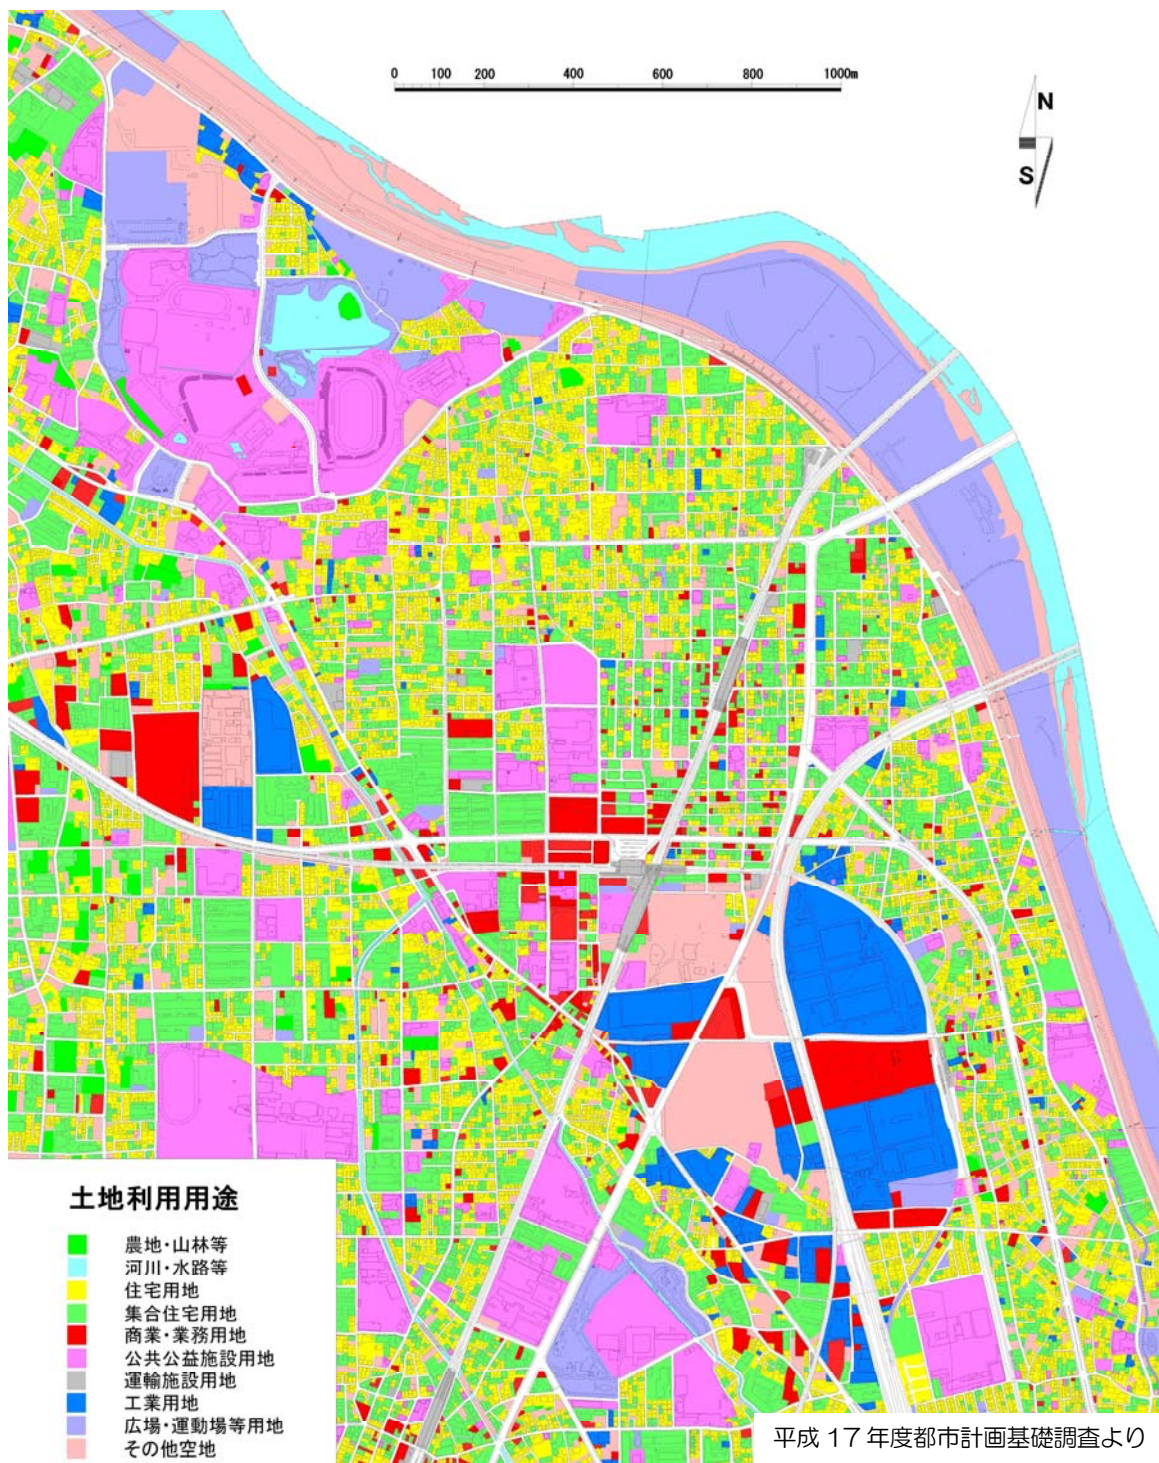 0 100 200 400 600 800 1000m
N
S
土地利用用途
農地・山林等
河川・水路等
住宅用地
集合住宅用地
商業・業務用地
公共公益施設用地
運輸施設用地
工業用地
広場・運動場等用地
その他空地
平成 17 年度都市計画基礎調査より